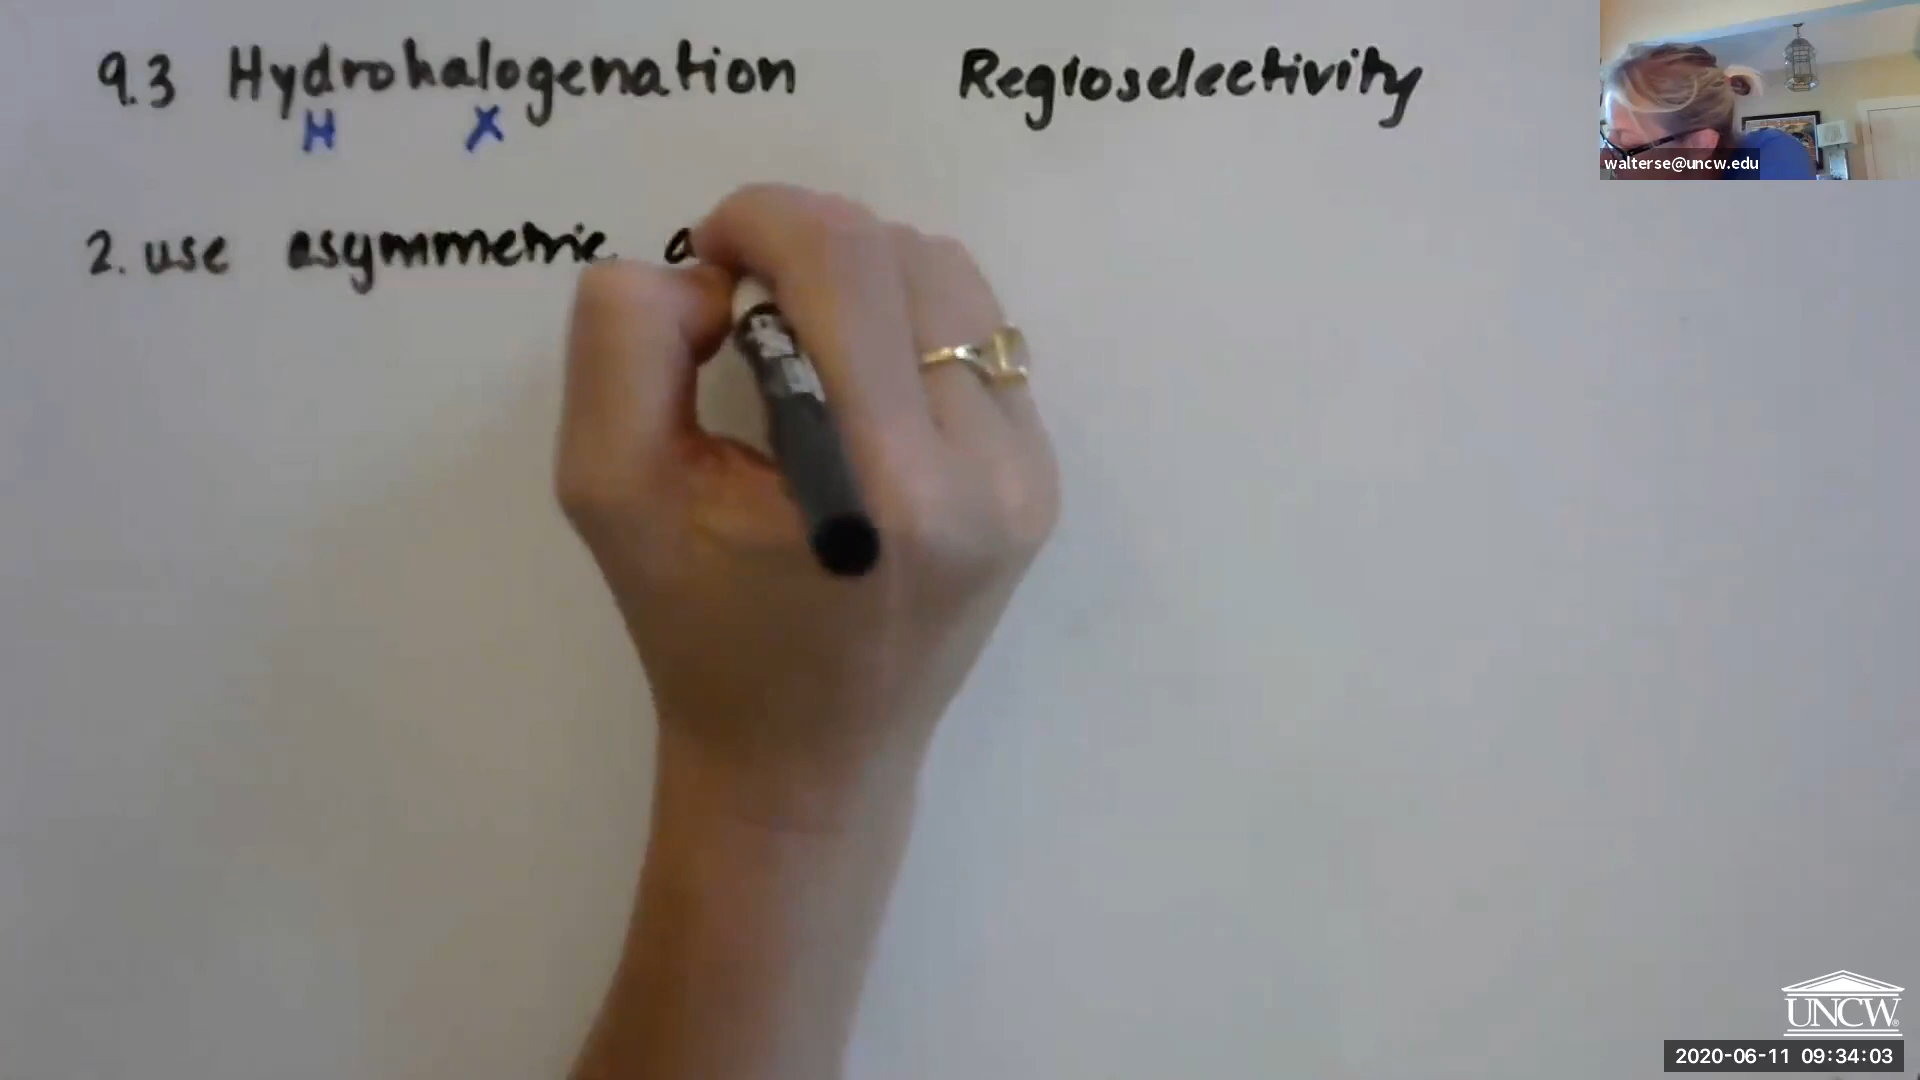 9.3 Hydrohalogenation Regioselectivity
H X
2. use asymmetric a
walterse@uncw.edu
UNCW
2020-06-11 09:34:03